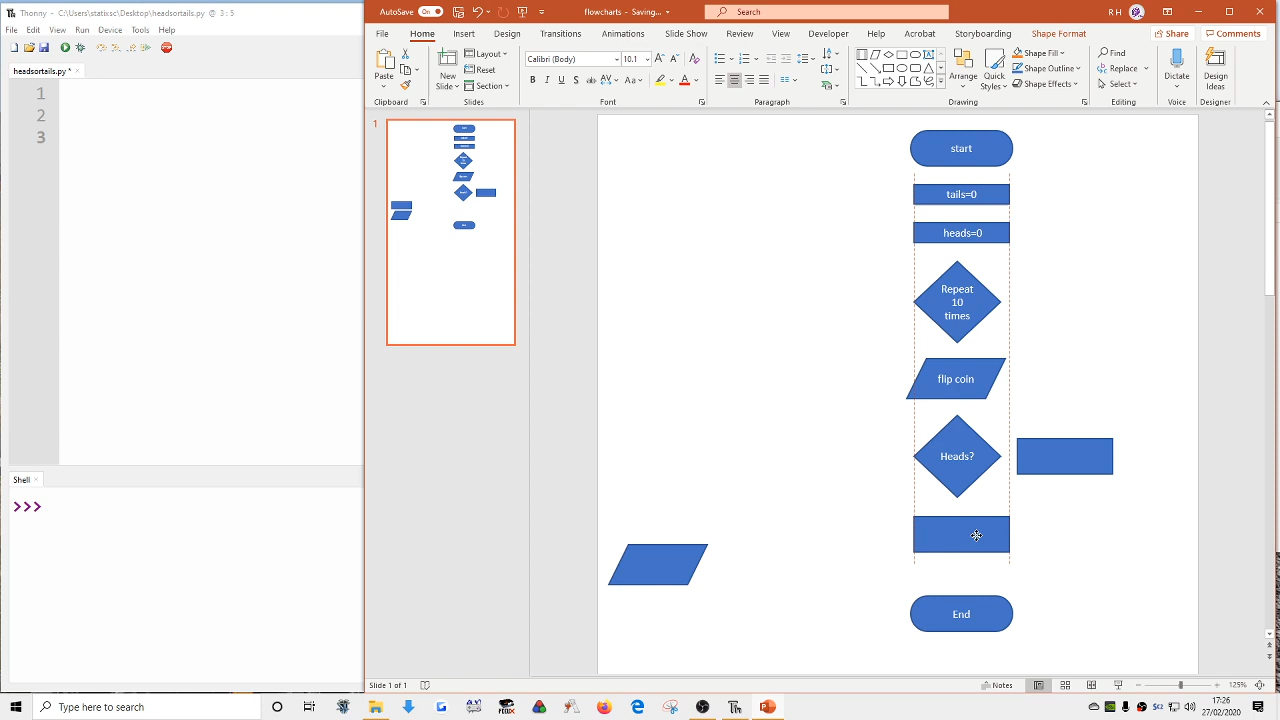 Thonny - C:\Users\statixsc\Desktop\headsortails.py @ 3 : 5
File Edit View Run Device Tools Help
headsortails.py *
1
2
3
Shell
>>>
AutoSave On
flowcharts - Saving...
Search
R H
File Home Insert Design Transitions Animations Slide Show Review View Developer Help Acrobat Storyboarding Shape Format
Share Comments
Paste
New Slides
Layout
Reset
Section
Calibri (Body) 10.1
B I U S ab AV Aa A
Arrange
Quick Styles
Shape Fill
Shape Outline
Shape Effects
Find
Replace
Select
Dictate
Design Ideas
Clipboard Slides Font Paragraph Drawing Editing Voice Designer
1
start
tails=0
heads=0
Repeat
10
times
flip coin
Heads?
End
Slide 1 of 1
Notes
125%
Type here to search
17:26
27/02/2020